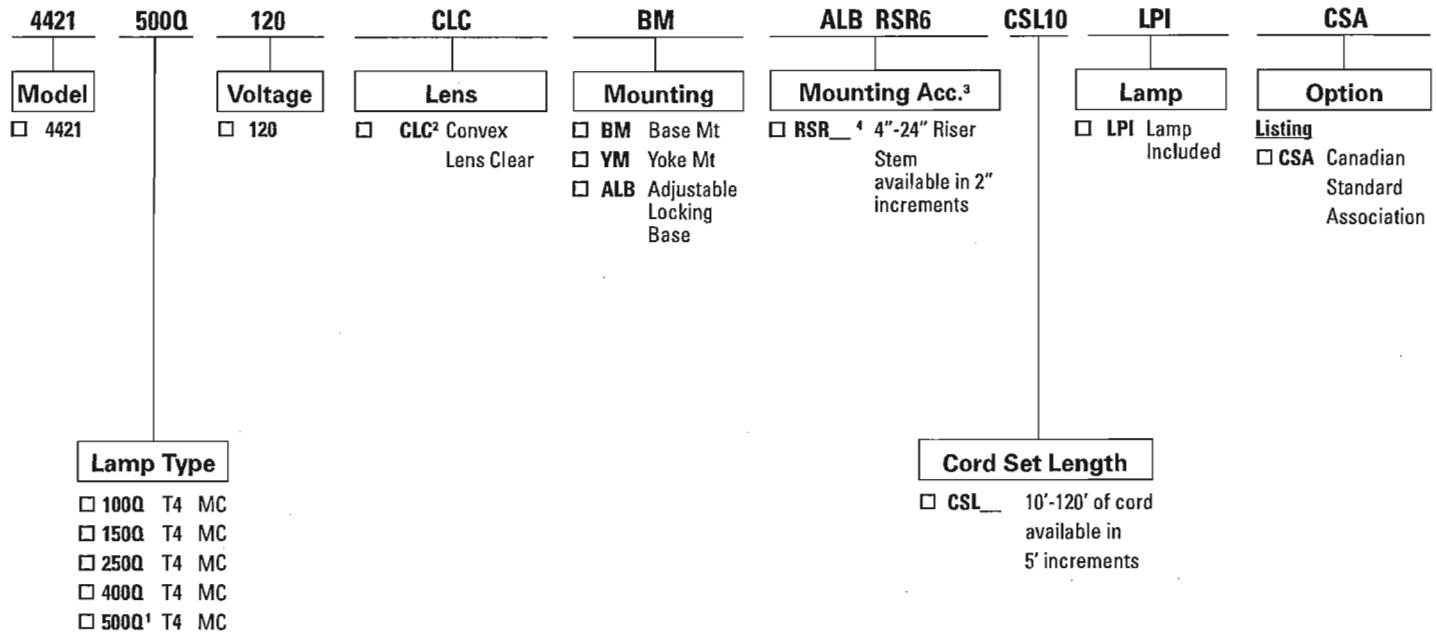 4421 500Q 120 CLC BM ALB RSR6 CSL10 LPI CSA
Model Voltage Lens Mounting Mounting Acc.³ Lamp Option
☐ 4421
☐ 120
☐ CLC² Convex
Lens Clear
☐ BM Base Mt
☐ YM Yoke Mt
☐ ALB Adjustable
Locking
Base
☐ RSR__ ⁴ 4"-24" Riser
Stem
available in 2"
increments
☐ LPI Lamp
Included
Listing
☐ CSA Canadian
Standard
Association
Lamp Type
☐ 100Q T4 MC
☐ 150Q T4 MC
☐ 250Q T4 MC
☐ 400Q T4 MC
☐ 500Q¹ T4 MC
Cord Set Length
☐ CSL__ 10'-120' of cord
available in
5' increments